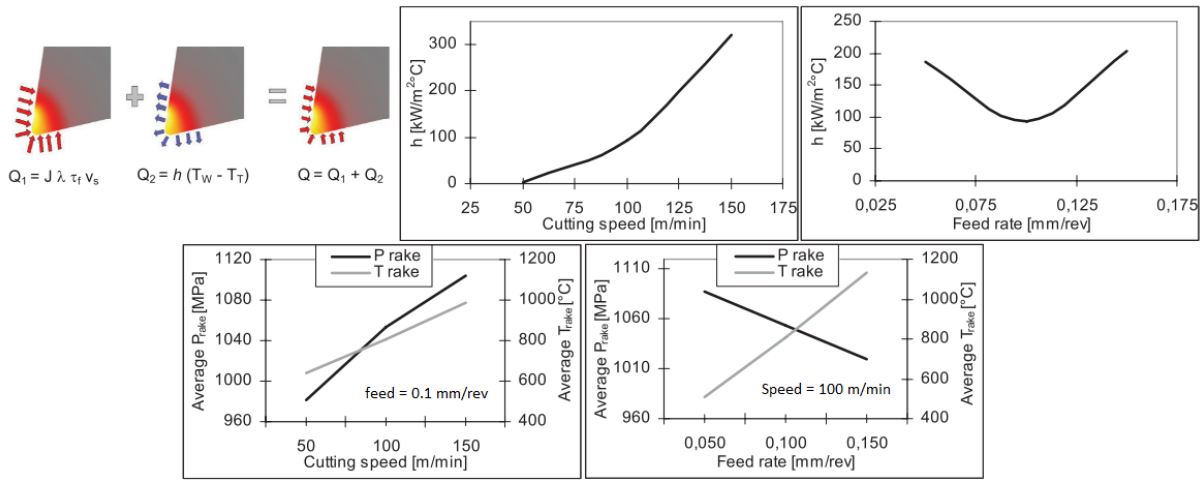 Q₁ = J λ τf vs
Q₂ = h (TW - TT)
Q = Q₁ + Q₂
h [kW/m²°C]
300
200
100
0
25 50 75 100 125 150 175
Cutting speed [m/min]
h [kW/m²°C]
250
200
150
100
50
0
0,025 0,075 0,125 0,175
Feed rate [mm/rev]
P rake
T rake
Average Prake [MPa]
1120
1080
1040
1000
960
1200
1000
800
600
400
Average Trake [°C]
feed = 0.1 mm/rev
50 100 150
Cutting speed [m/min]
P rake
T rake
Average Prake [MPa]
1110
1060
1010
960
1200
1000
800
600
400
Average Trake [°C]
Speed = 100 m/min
0,050 0,100 0,150
Feed rate [mm/rev]